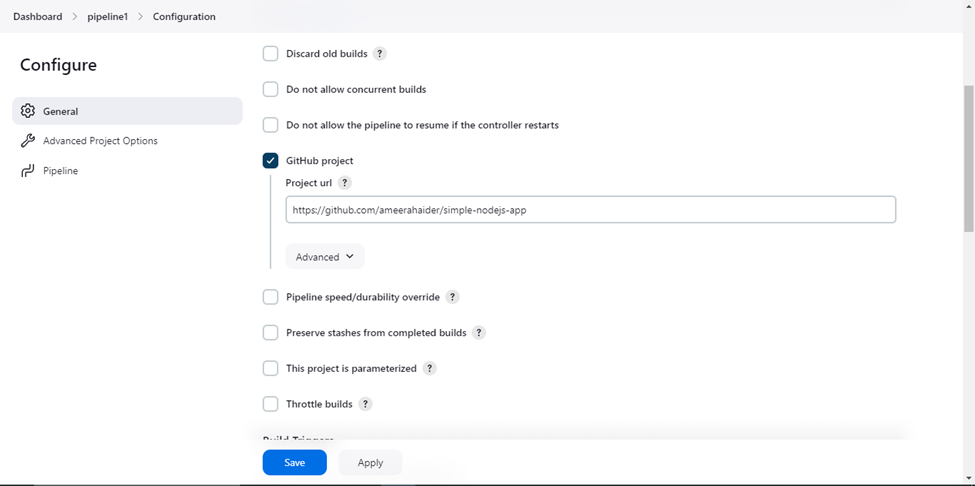 Dashboard > pipeline1 > Configuration
Configure
General
Advanced Project Options
Pipeline
Discard old builds ?
Do not allow concurrent builds
Do not allow the pipeline to resume if the controller restarts
GitHub project
Project url ?
https://github.com/ameerahaider/simple-nodejs-app
Advanced
Pipeline speed/durability override ?
Preserve stashes from completed builds ?
This project is parameterized ?
Throttle builds ?
Build Triggers
Save Apply